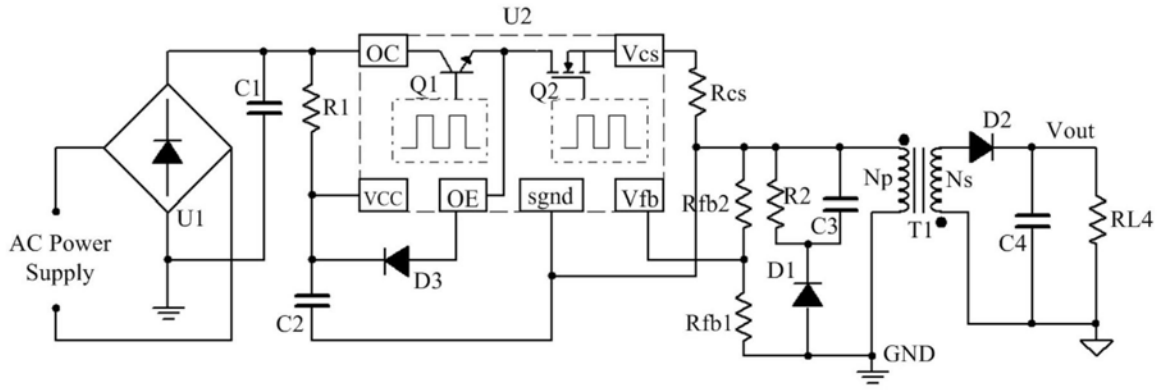 U2
OC
Vcs
C1
R1
Q1
Q2
Rcs
D2
Vout
U1
VCC
OE
sgnd
Vfb
Rfb2
R2
C3
Np
Ns
T1
C4
RL4
AC Power
Supply
D3
D1
C2
Rfb1
GND